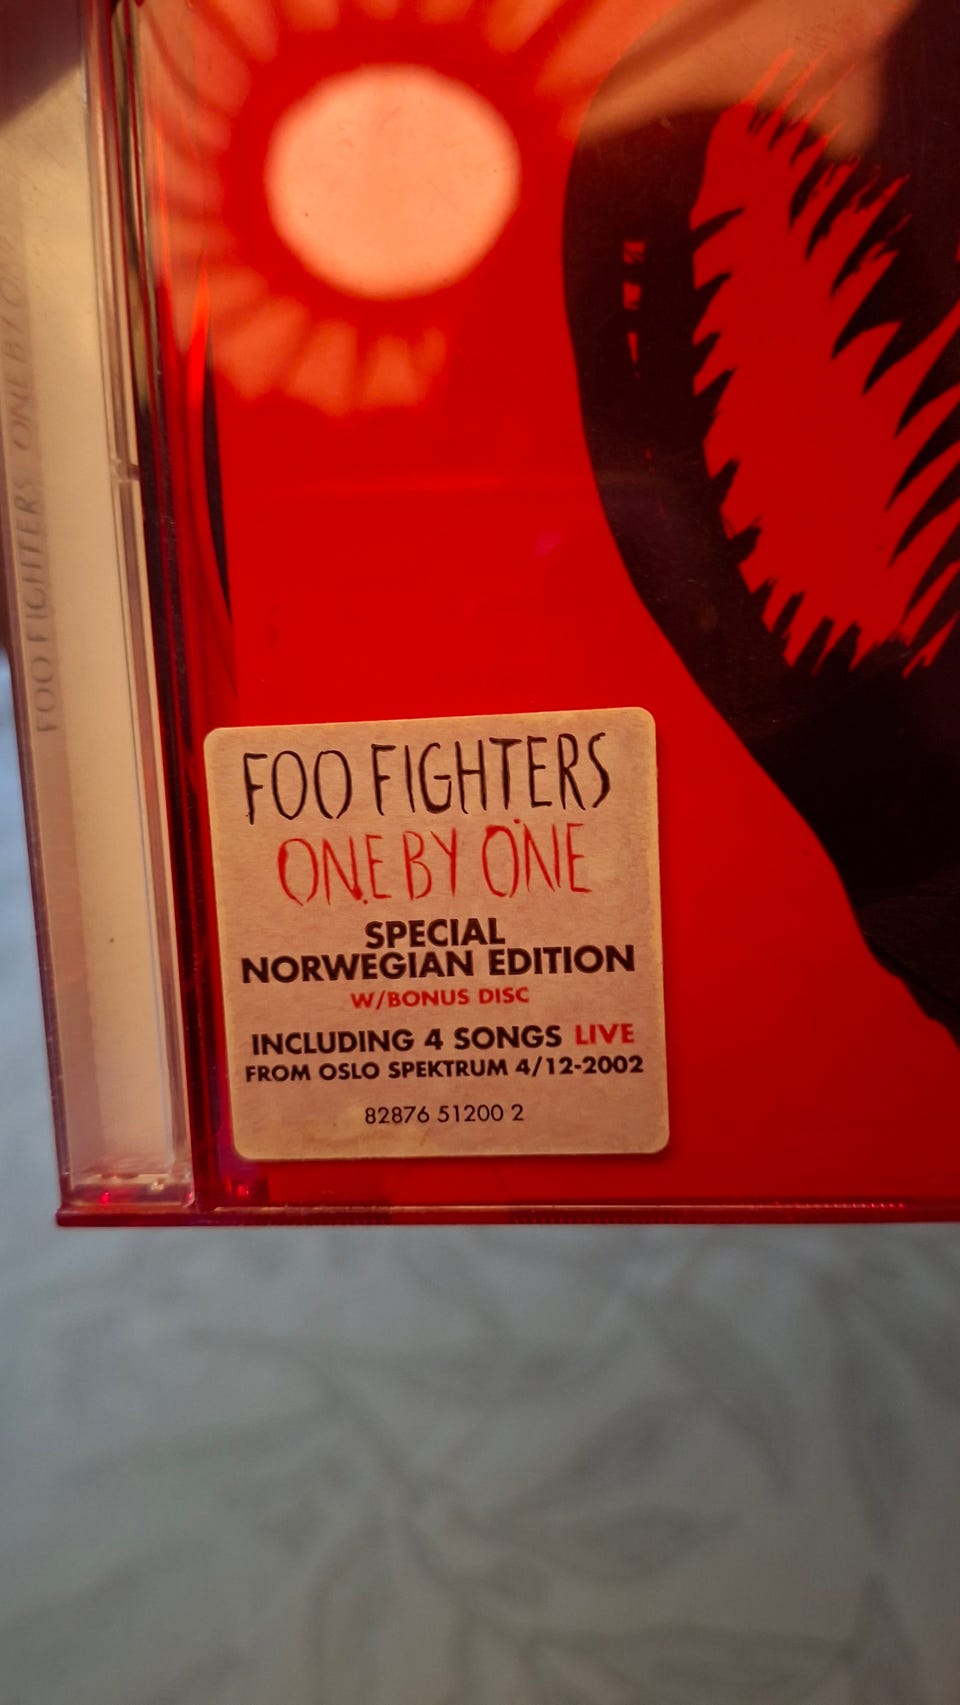 FOO FIGHTERS ONE BY ONE
FOO FIGHTERS
ONE BY ONE
SPECIAL
NORWEGIAN EDITION
W/BONUS DISC
INCLUDING 4 SONGS LIVE
FROM OSLO SPEKTRUM 4/12-2002
82876 51200 2